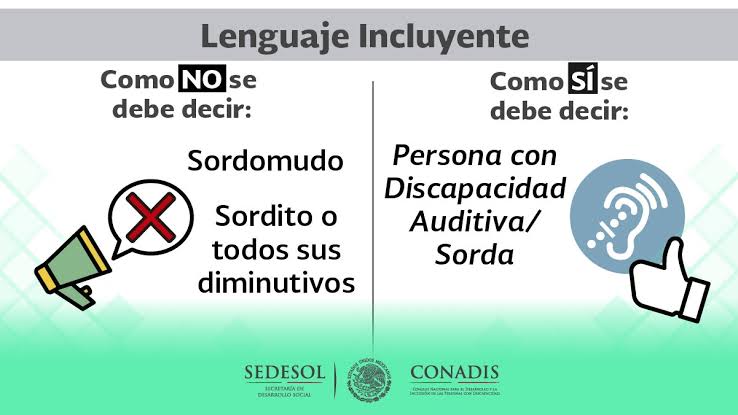 Lenguaje Incluyente
Como NO se
debe decir:
Sordomudo
Sordito o
todos sus
diminutivos
Como SÍ se
debe decir:
Persona con
Discapacidad
Auditiva/
Sorda
SEDESOL
SECRETARÍA DE
DESARROLLO SOCIAL
ESTADOS UNIDOS MEXICANOS
CONADIS
CONSEJO NACIONAL PARA EL DESARROLLO Y LA
INCLUSIÓN DE LAS PERSONAS CON DISCAPACIDAD